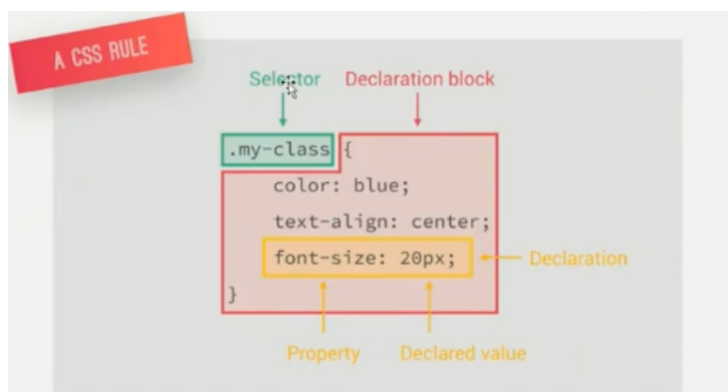 A CSS RULE
Selector Declaration block
.my-class {
color: blue;
text-align: center;
font-size: 20px; Declaration
}
Property Declared value